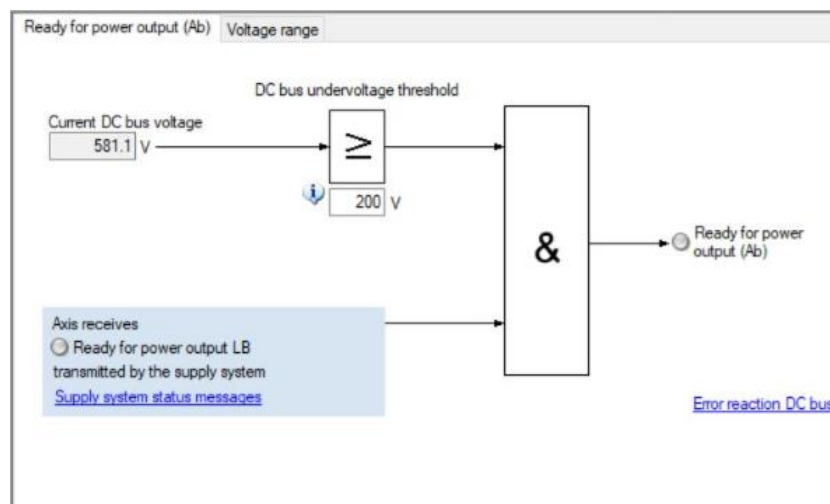 Ready for power output (Ab)
Voltage range
DC bus undervoltage threshold
Current DC bus voltage
581.1 V
≥
200 V
&
Ready for power
output (Ab)
Axis receives
Ready for power output LB
transmitted by the supply system
Supply system status messages
Error reaction DC bus